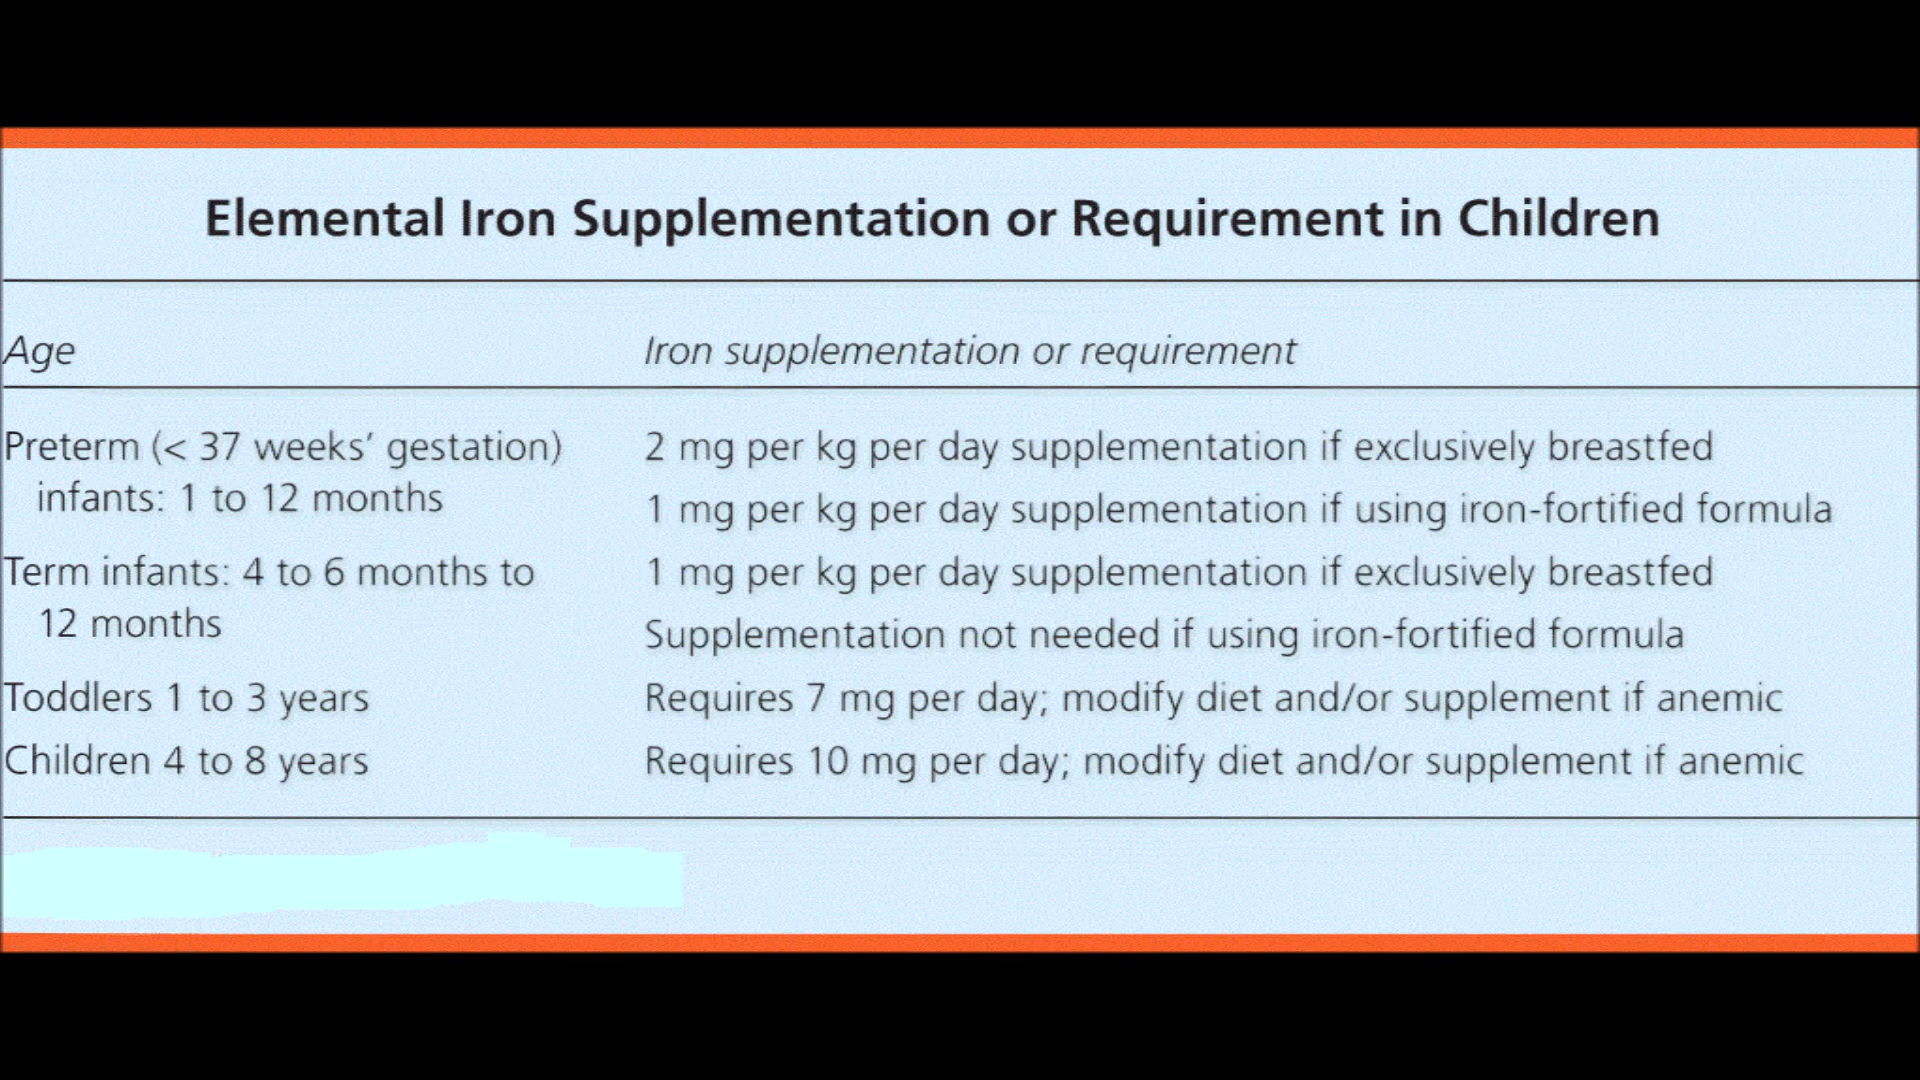 Elemental Iron Supplementation or Requirement in Children
Age
Iron supplementation or requirement
Preterm (< 37 weeks’ gestation)
infants: 1 to 12 months
2 mg per kg per day supplementation if exclusively breastfed
1 mg per kg per day supplementation if using iron-fortified formula
Term infants: 4 to 6 months to
12 months
1 mg per kg per day supplementation if exclusively breastfed
Supplementation not needed if using iron-fortified formula
Toddlers 1 to 3 years
Requires 7 mg per day; modify diet and/or supplement if anemic
Children 4 to 8 years
Requires 10 mg per day; modify diet and/or supplement if anemic